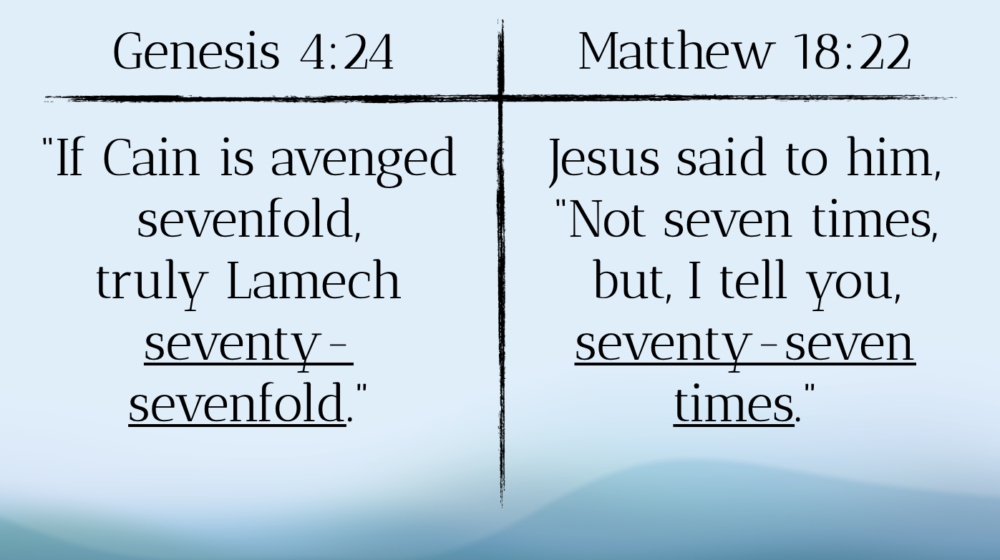 Genesis 4:24
"If Cain is avenged
sevenfold,
truly Lamech
seventy-
sevenfold."
Matthew 18:22
Jesus said to him,
"Not seven times,
but, I tell you,
seventy-seven
times."